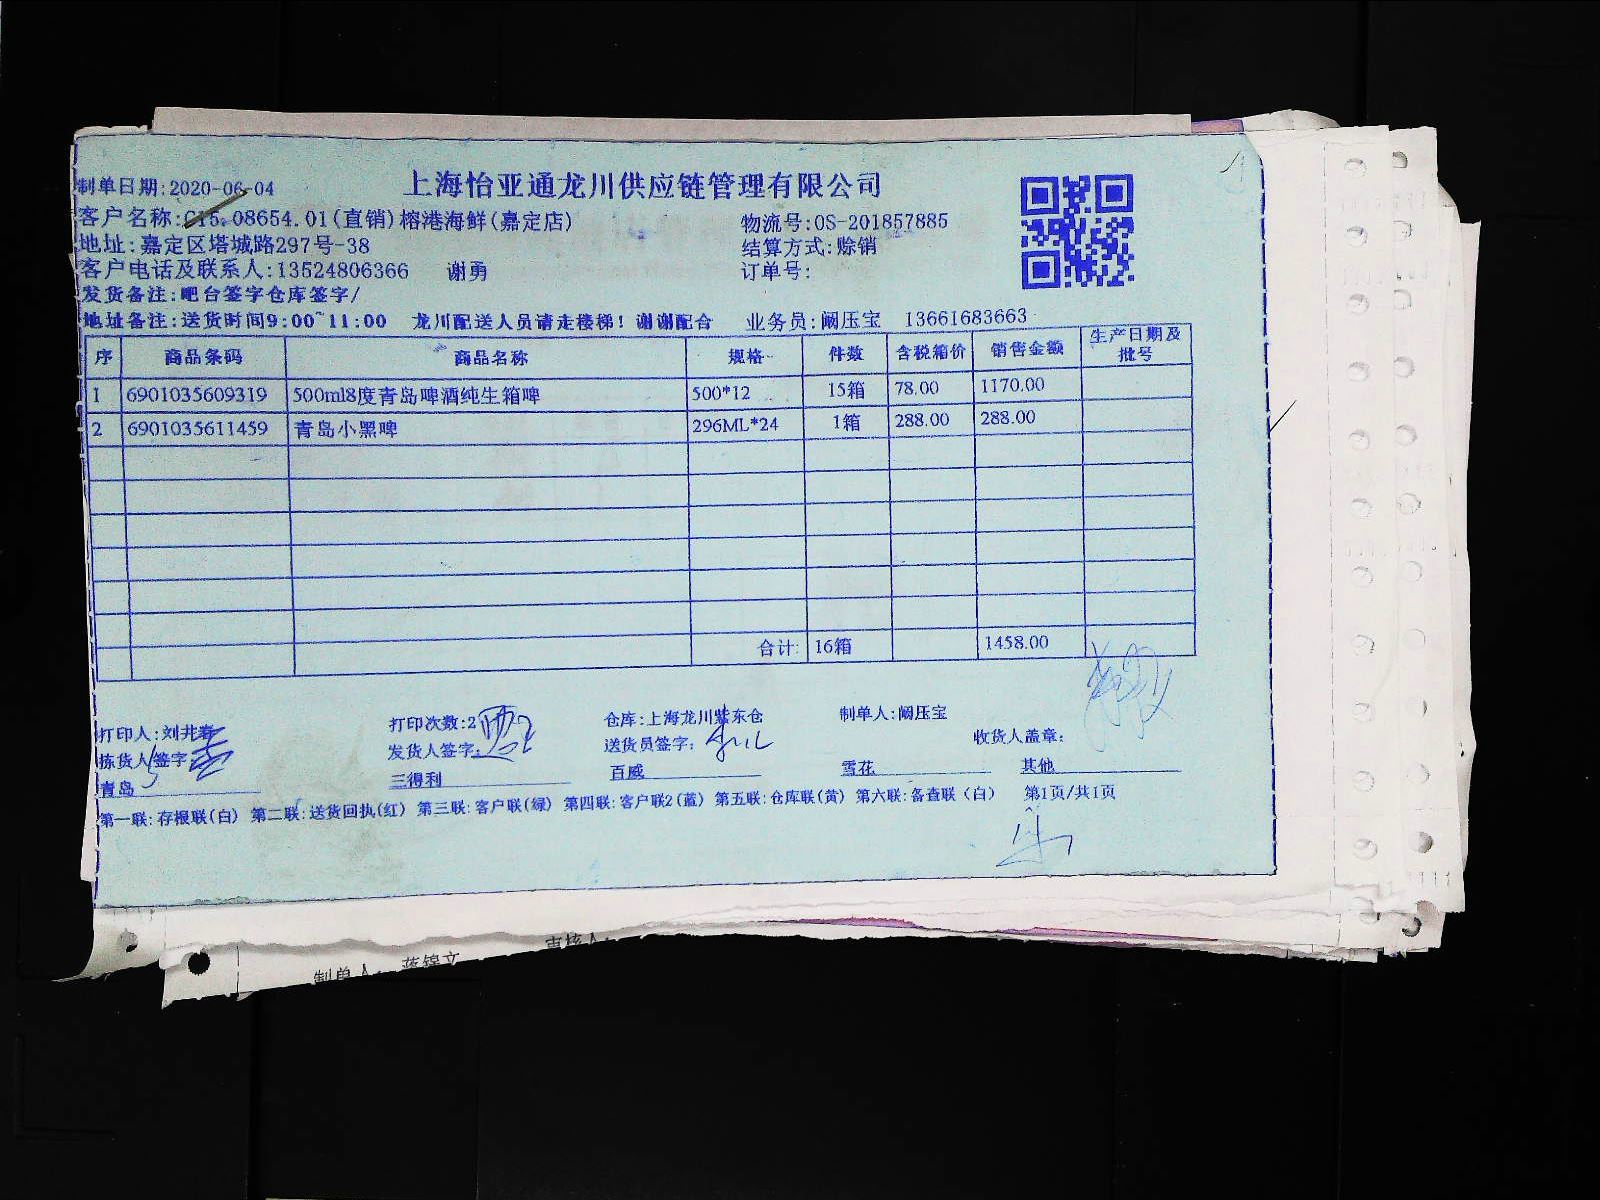 上海怡亚通龙川供应链管理有限公司
制单日期:2020-06-04
客户名称:C15.08654.01(直销)榕港海鲜(嘉定店) 物流号:OS-201857885
地址:嘉定区塔城路297号-38 结算方式:赊销
客户电话及联系人:13524806366 谢勇 订单号:
发货备注:吧台签字仓库签字/
地址备注:送货时间9:00~11:00 龙川配送人员请走楼梯！谢谢配合 业务员:阚压宝 13661683663
序 商品条码 商品名称 规格 件数 含税箱价 销售金额 生产日期及批号
1 6901035609319 500ml8度青岛啤酒纯生箱啤 500*12 15箱 78.00 1170.00
2 6901035611459 青岛小黑啤 296ML*24 1箱 288.00 288.00
合计: 16箱 1458.00
打印人:刘井春 打印次数:2 仓库:上海龙川紫东仓 制单人:阚压宝
拣货人签字 发货人签字: 送货员签字: 收货人盖章:
青岛 三得利 百威 雪花 其他
第一联:存根联(白) 第二联:送货回执(红) 第三联:客户联(绿) 第四联:客户联2(蓝) 第五联:仓库联(黄) 第六联:备查联(白) 第1页/共1页
制单人: 蒋锦文 审核人